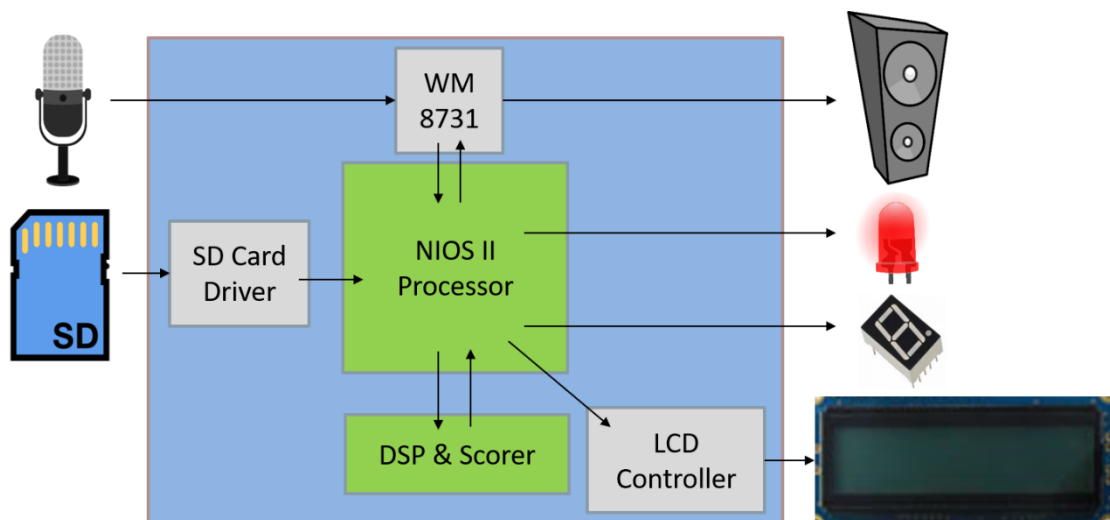 WM
8731
SD Card
Driver
NIOS II
Processor
SD
DSP & Scorer
LCD
Controller